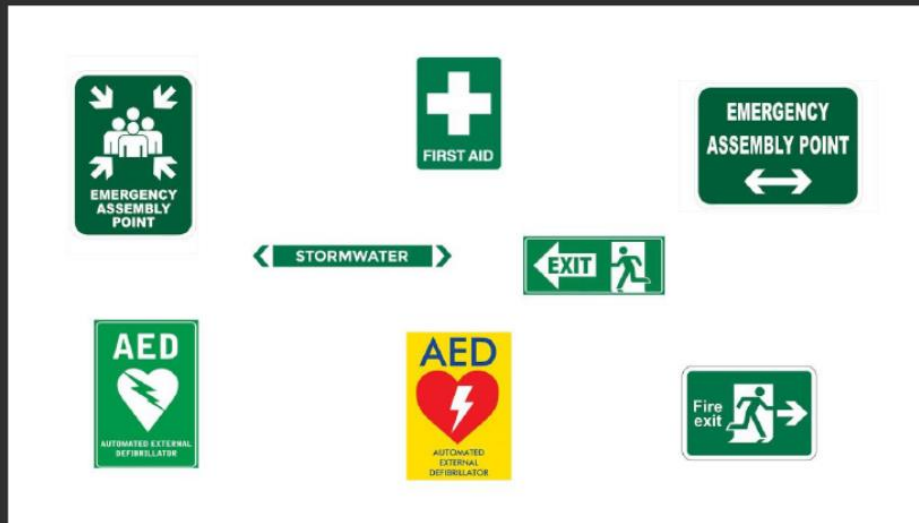 EMERGENCY
ASSEMBLY
POINT
FIRST AID
EMERGENCY
ASSEMBLY POINT
STORMWATER
EXIT
AED
AUTOMATED EXTERNAL
DEFIBRILLATOR
AED
AUTOMATED
EXTERNAL
DEFIBRILLATOR
Fire
exit